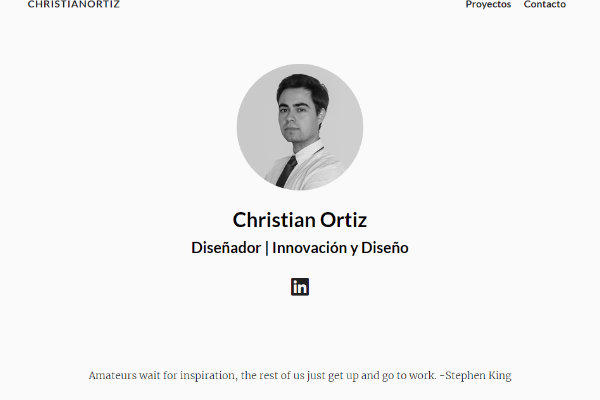 CHRISTIANORTIZ Proyectos Contacto
Christian Ortiz
Diseñador | Innovación y Diseño
in
Amateurs wait for inspiration, the rest of us just get up and go to work. -Stephen King